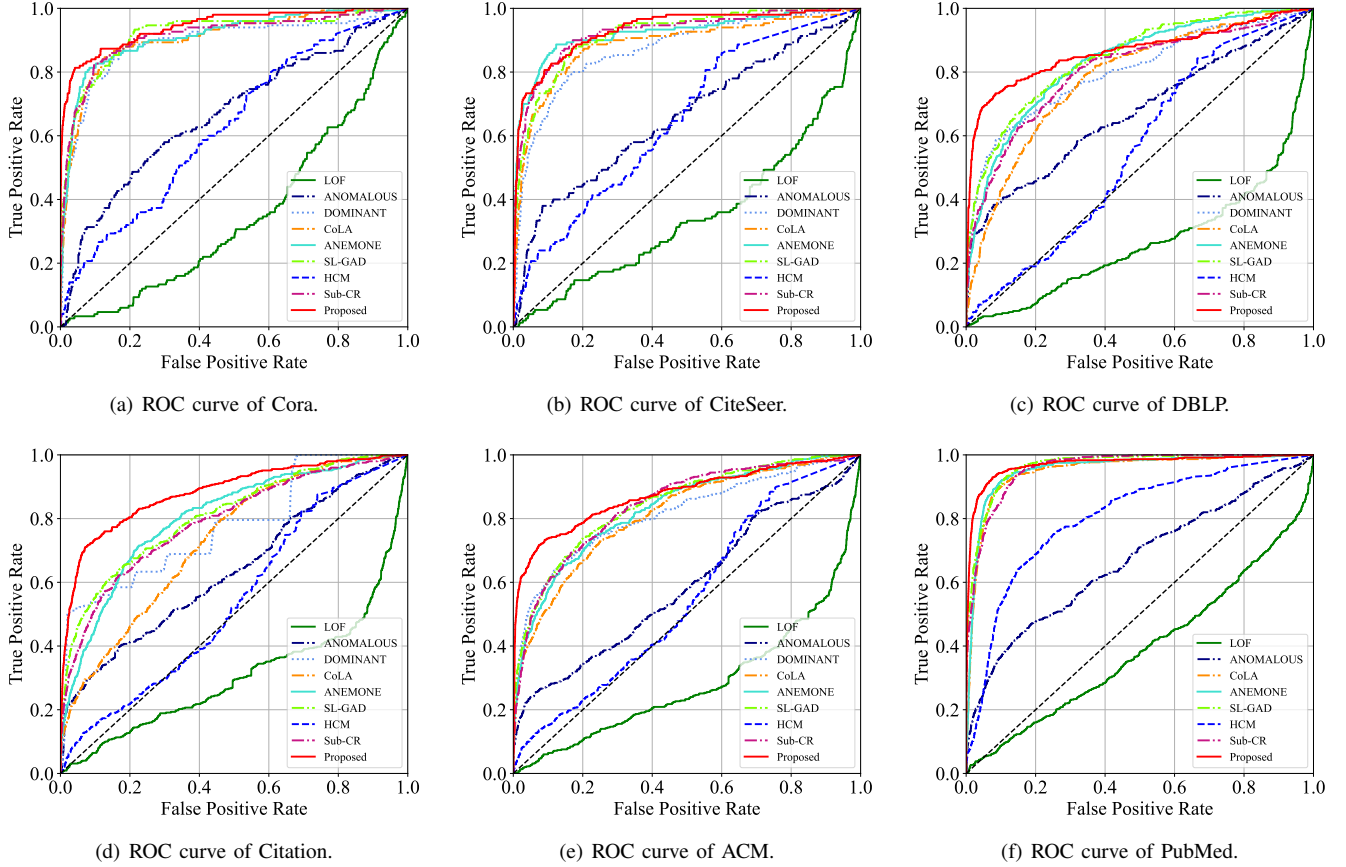 1.0
0.8
0.6
0.4
0.2
0.0
True Positive Rate
LOF
ANOMALOUS
DOMINANT
CoLA
ANEMONE
SL-GAD
HCM
Sub-CR
Proposed
0.0 0.2 0.4 0.6 0.8 1.0
False Positive Rate
(a) ROC curve of Cora.
1.0
0.8
0.6
0.4
0.2
0.0
True Positive Rate
LOF
ANOMALOUS
DOMINANT
CoLA
ANEMONE
SL-GAD
HCM
Sub-CR
Proposed
0.0 0.2 0.4 0.6 0.8 1.0
False Positive Rate
(b) ROC curve of CiteSeer.
1.0
0.8
0.6
0.4
0.2
0.0
True Positive Rate
LOF
ANOMALOUS
DOMINANT
CoLA
ANEMONE
SL-GAD
HCM
Sub-CR
Proposed
0.0 0.2 0.4 0.6 0.8 1.0
False Positive Rate
(c) ROC curve of DBLP.
1.0
0.8
0.6
0.4
0.2
0.0
True Positive Rate
LOF
ANOMALOUS
DOMINANT
CoLA
ANEMONE
SL-GAD
HCM
Sub-CR
Proposed
0.0 0.2 0.4 0.6 0.8 1.0
False Positive Rate
(d) ROC curve of Citation.
1.0
0.8
0.6
0.4
0.2
0.0
True Positive Rate
LOF
ANOMALOUS
DOMINANT
CoLA
ANEMONE
SL-GAD
HCM
Sub-CR
Proposed
0.0 0.2 0.4 0.6 0.8 1.0
False Positive Rate
(e) ROC curve of ACM.
1.0
0.8
0.6
0.4
0.2
0.0
True Positive Rate
LOF
ANOMALOUS
CoLA
ANEMONE
SL-GAD
HCM
Sub-CR
Proposed
0.0 0.2 0.4 0.6 0.8 1.0
False Positive Rate
(f) ROC curve of PubMed.